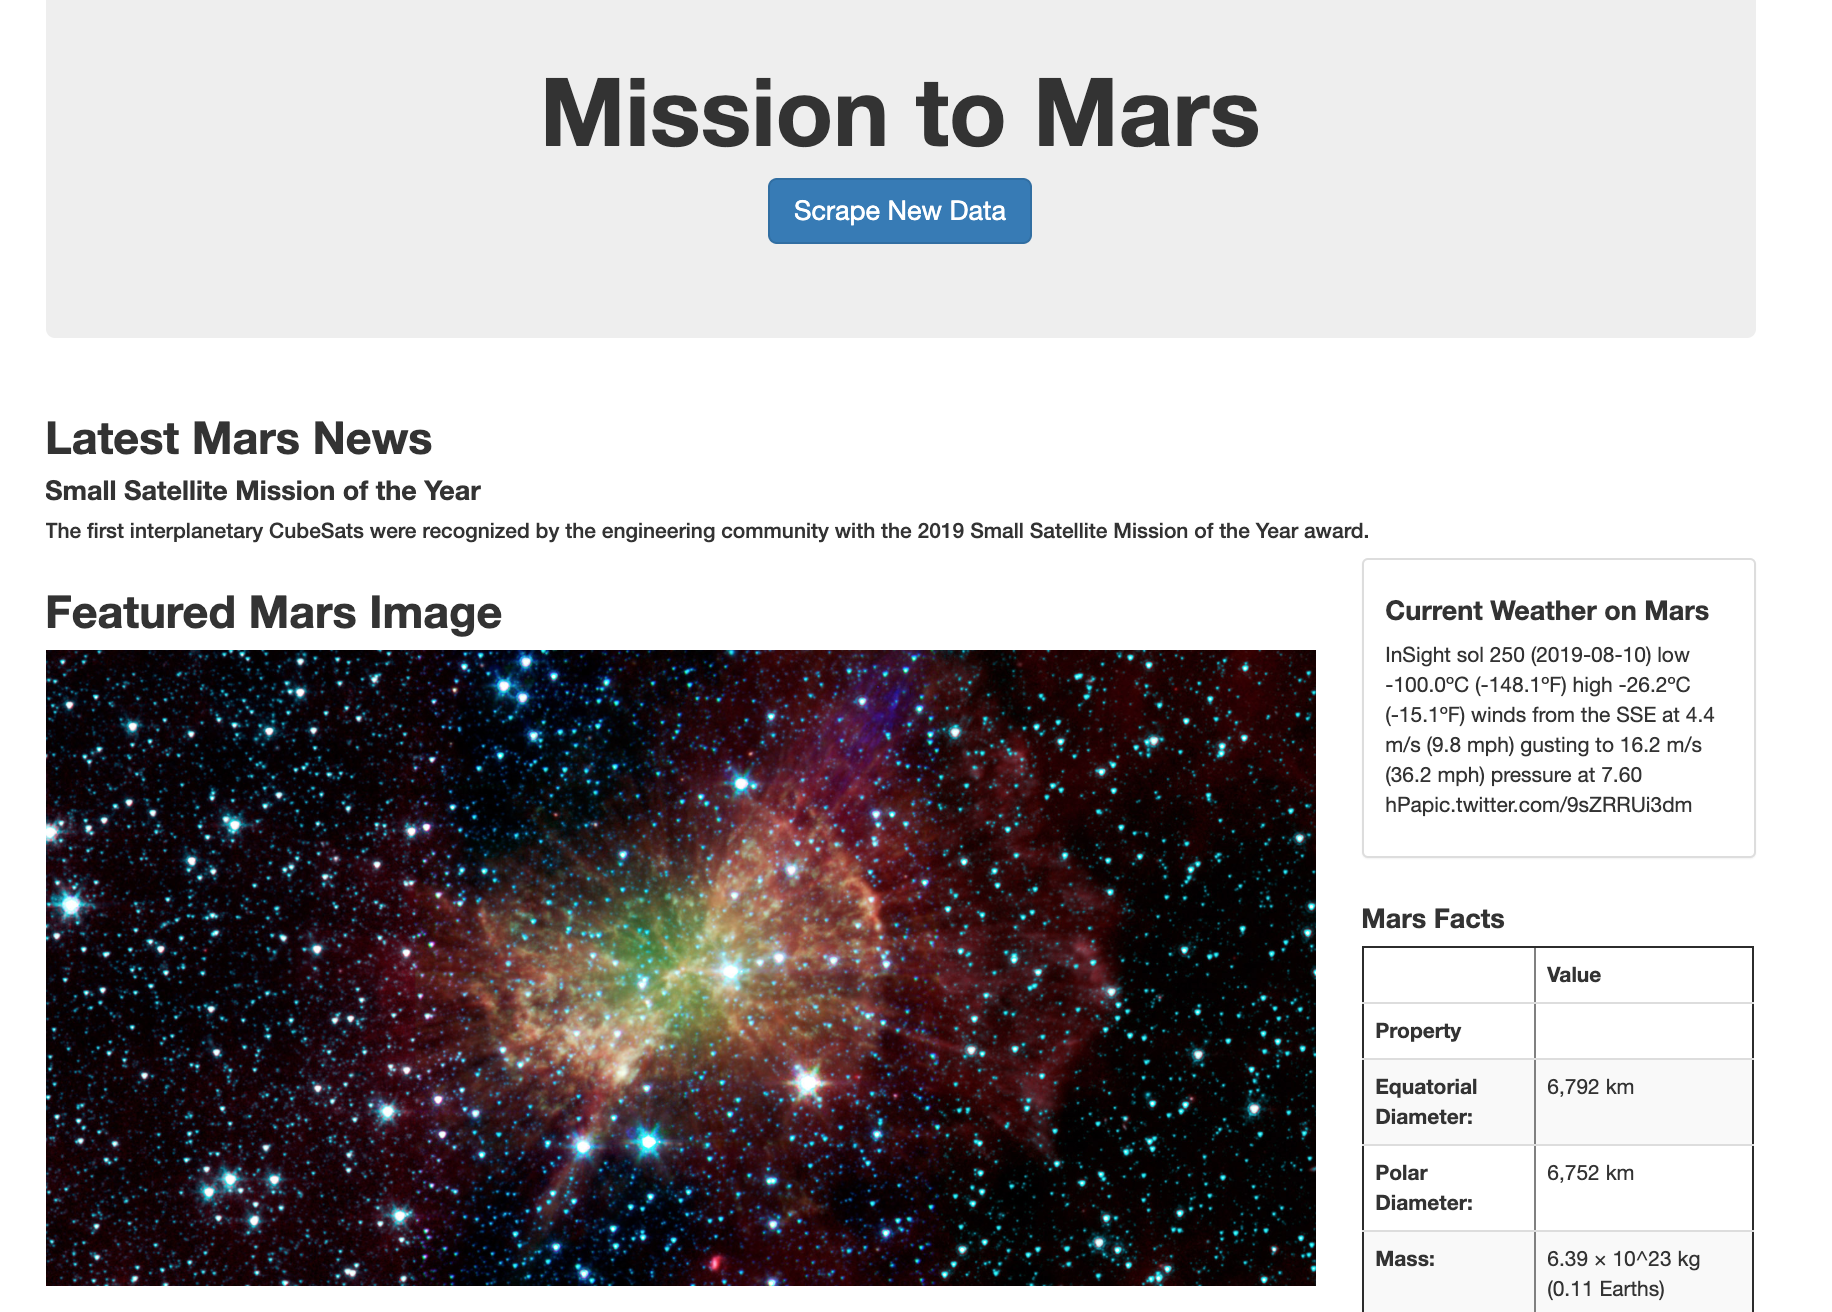 Mission to Mars
Scrape New Data
Latest Mars News
Small Satellite Mission of the Year
The first interplanetary CubeSats were recognized by the engineering community with the 2019 Small Satellite Mission of the Year award.
Featured Mars Image
Current Weather on Mars
InSight sol 250 (2019-08-10) low
-100.0ºC (-148.1ºF) high -26.2ºC
(-15.1ºF) winds from the SSE at 4.4
m/s (9.8 mph) gusting to 16.2 m/s
(36.2 mph) pressure at 7.60
hPapic.twitter.com/9sZRRUi3dm
Mars Facts
Value
Property
Equatorial
Diameter:
6,792 km
Polar
Diameter:
6,752 km
Mass:
6.39 × 10^23 kg
(0.11 Earths)